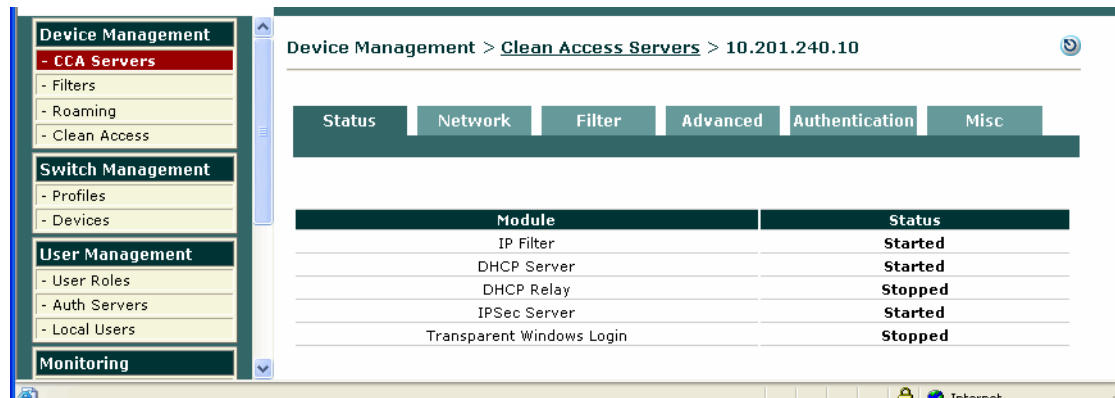 Device Management
- CCA Servers
- Filters
- Roaming
- Clean Access
Switch Management
- Profiles
- Devices
User Management
- User Roles
- Auth Servers
- Local Users
Monitoring
Device Management > Clean Access Servers > 10.201.240.10
Status Network Filter Advanced Authentication Misc
Module Status
IP Filter Started
DHCP Server Started
DHCP Relay Stopped
IPSec Server Started
Transparent Windows Login Stopped
Internet